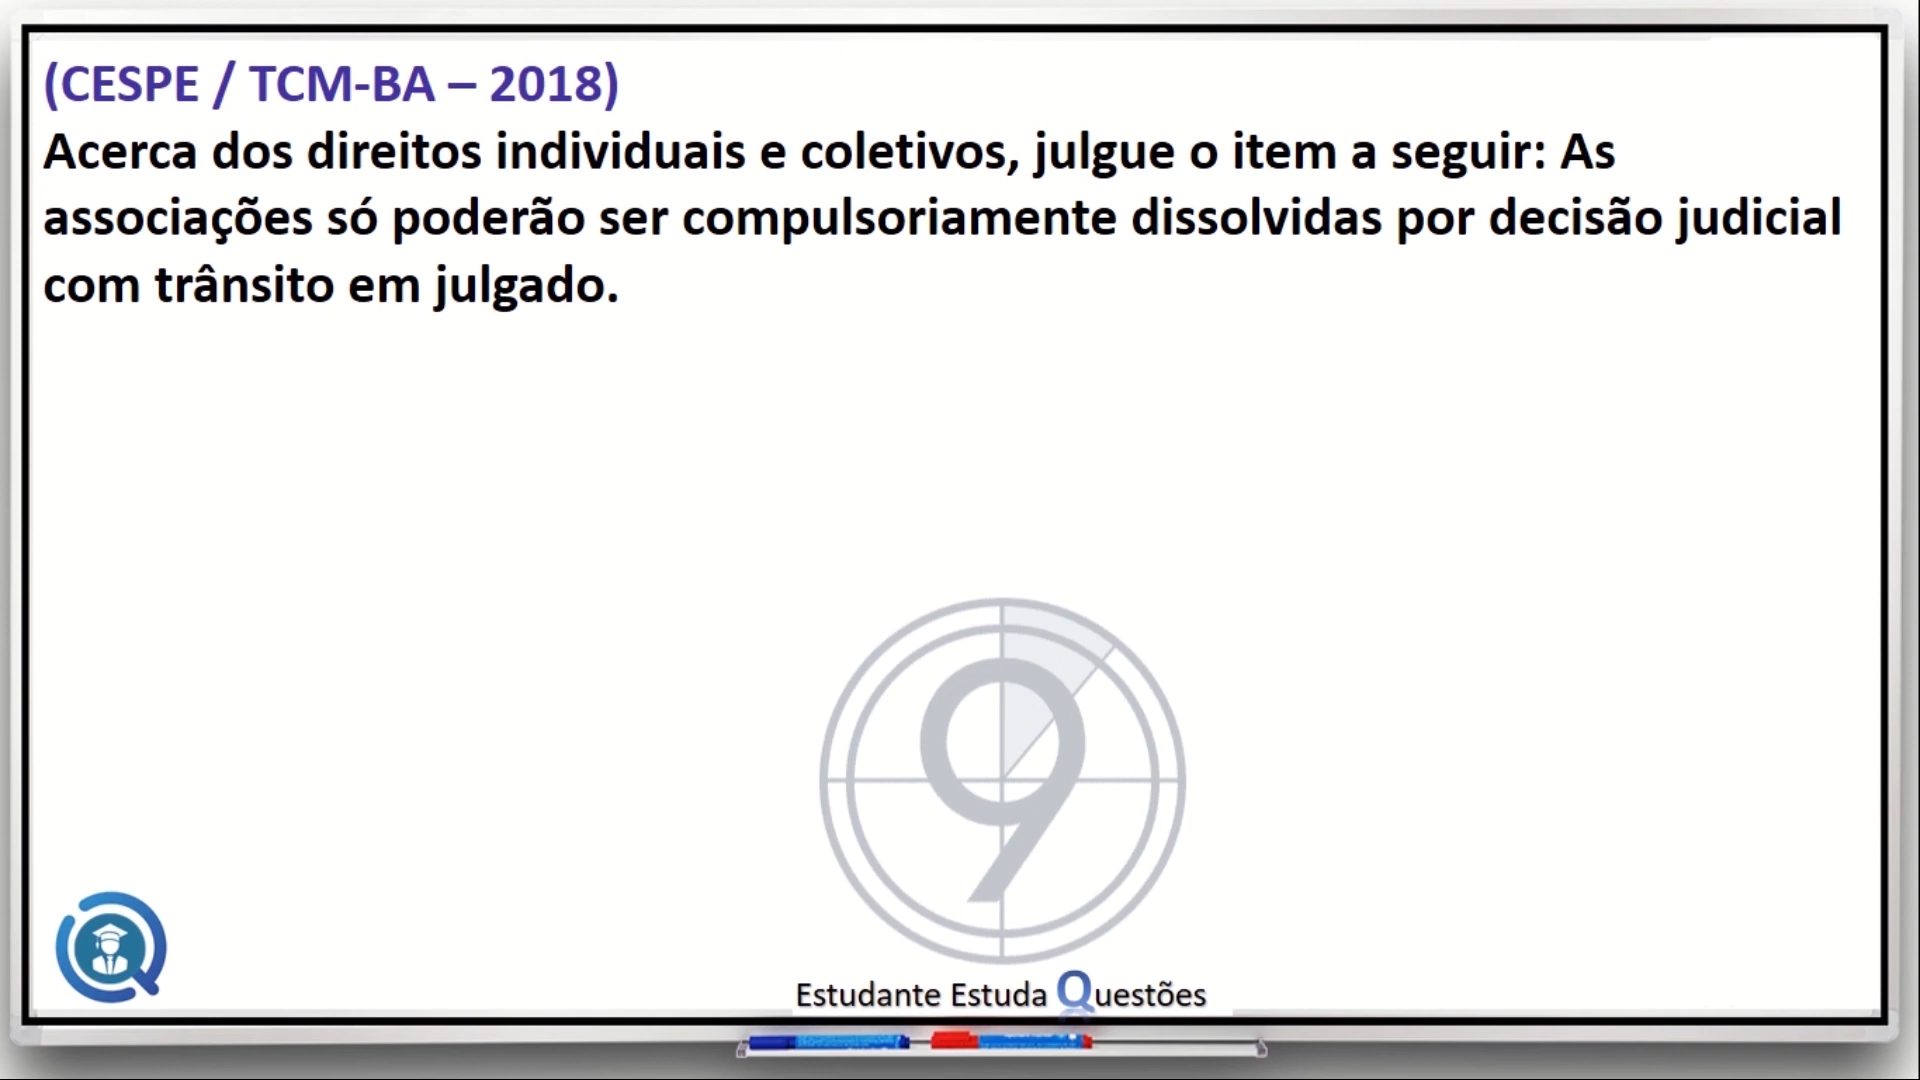 (CESPE / TCM-BA – 2018)
Acerca dos direitos individuais e coletivos, julgue o item a seguir: As
associações só poderão ser compulsoriamente dissolvidas por decisão judicial
com trânsito em julgado.
9
Estudante Estuda Questões